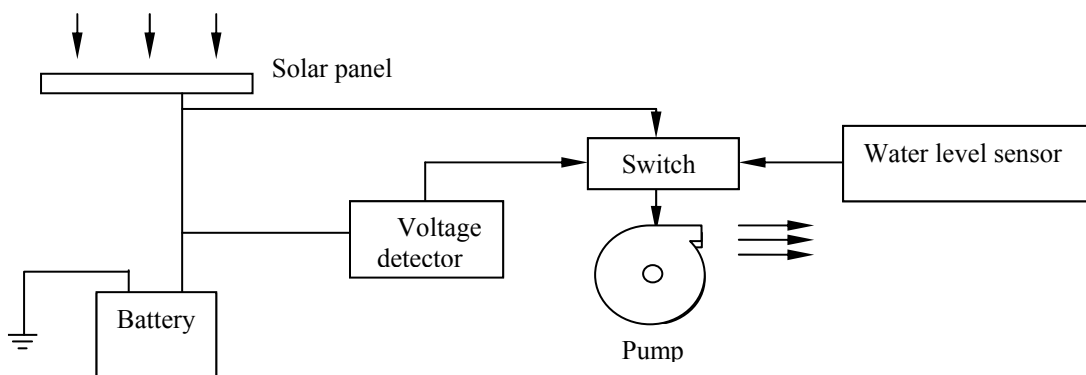 Solar panel
Switch
Water level sensor
Voltage
detector
Battery
Pump